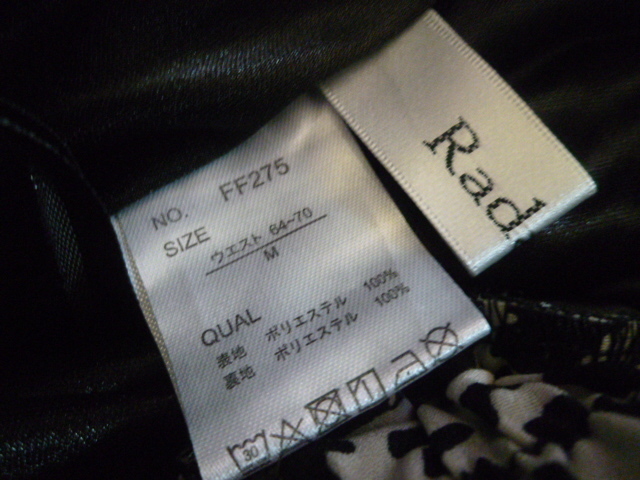 Rad
NO. FF275
SIZE
ウエスト 64~70
M
QUAL
表地 ポリエステル 100%
裏地 ポリエステル 100%
30